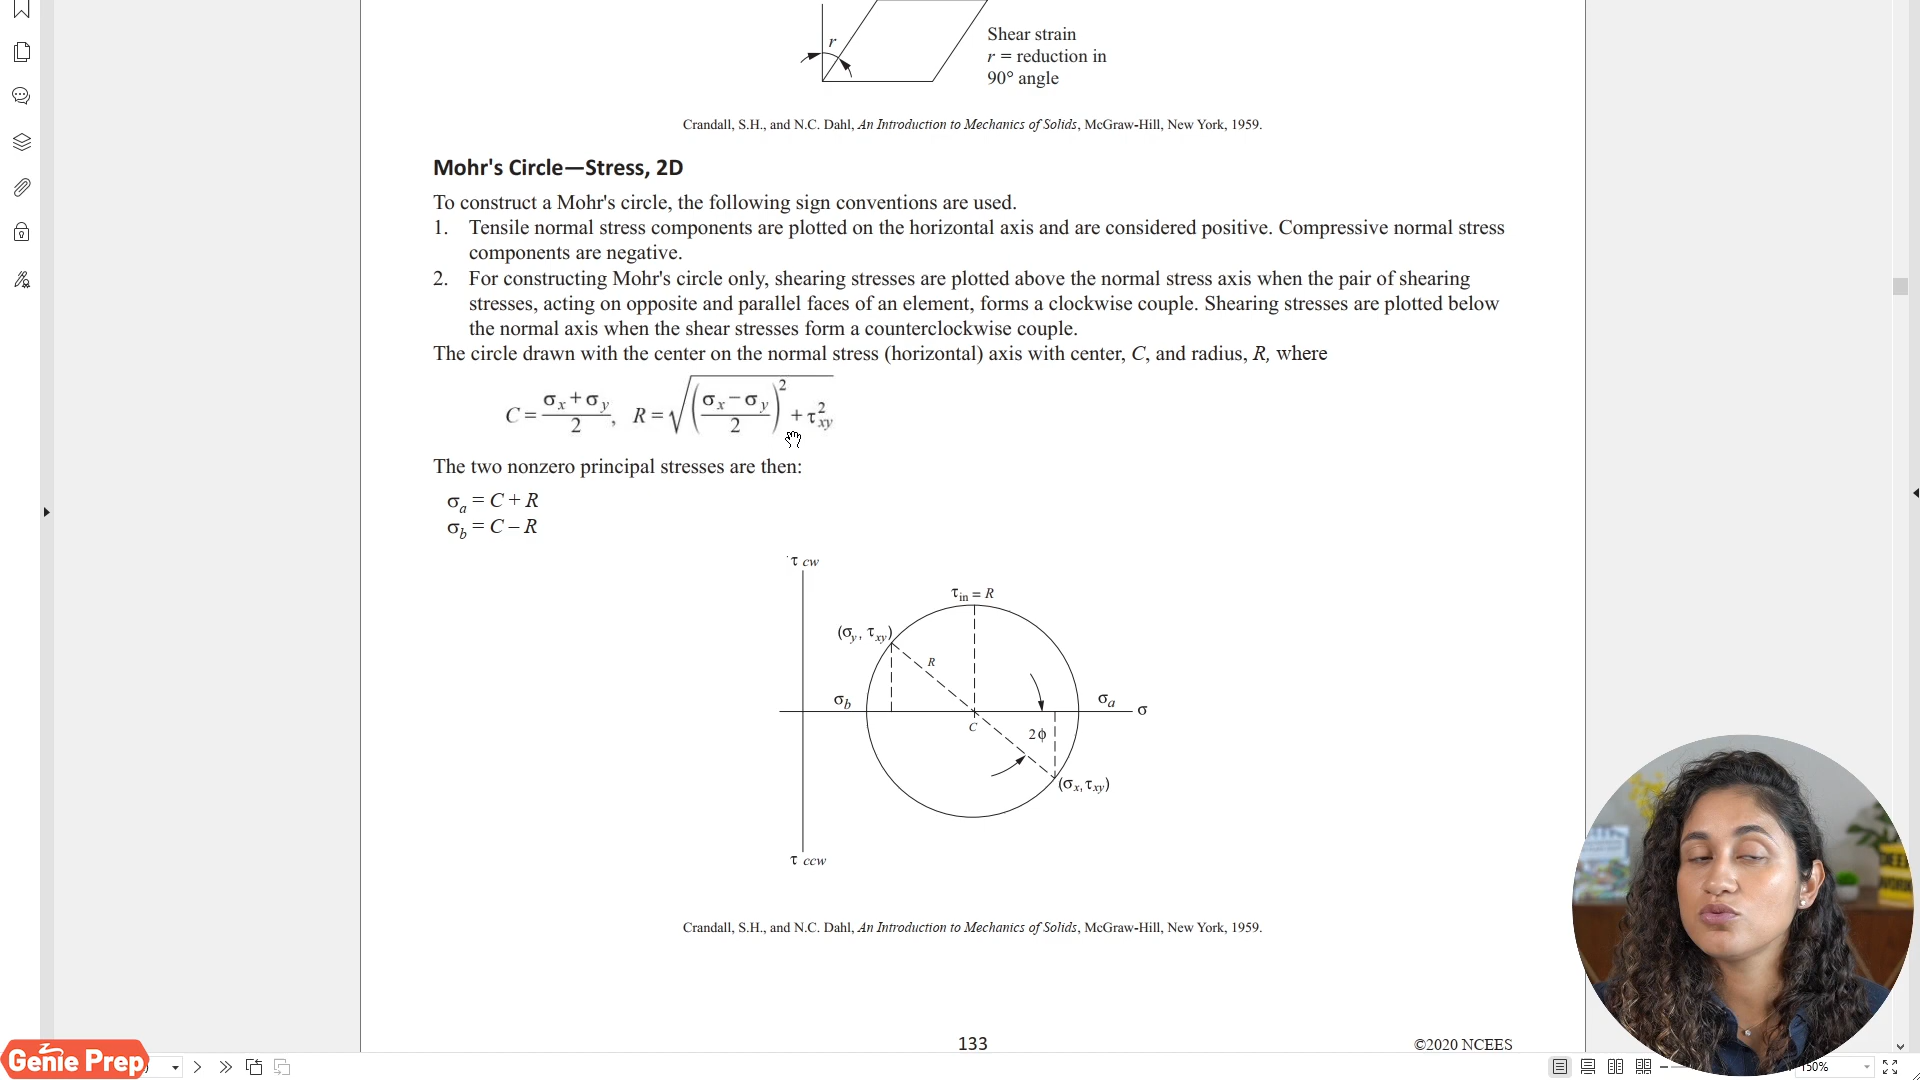 r
Shear strain
r = reduction in
90° angle
Crandall, S.H., and N.C. Dahl, An Introduction to Mechanics of Solids, McGraw-Hill, New York, 1959.
Mohr's Circle—Stress, 2D
To construct a Mohr's circle, the following sign conventions are used.
1. Tensile normal stress components are plotted on the horizontal axis and are considered positive. Compressive normal stress
components are negative.
2. For constructing Mohr's circle only, shearing stresses are plotted above the normal stress axis when the pair of shearing
stresses, acting on opposite and parallel faces of an element, forms a clockwise couple. Shearing stresses are plotted below
the normal axis when the shear stresses form a counterclockwise couple.
The circle drawn with the center on the normal stress (horizontal) axis with center, C, and radius, R, where
C = (σx + σy)/2, R = √(((σx − σy)/2)² + τxy²)
The two nonzero principal stresses are then:
σa = C + R
σb = C – R
τ cw
τin = R
(σy, τxy)
R
σb
σa
σ
C
2ϕ
(σx, τxy)
τ ccw
Crandall, S.H., and N.C. Dahl, An Introduction to Mechanics of Solids, McGraw-Hill, New York, 1959.
133
©2020 NCEES
Genie Prep
150%